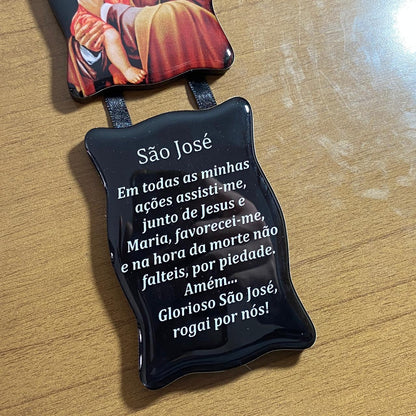 São José
Em todas as minhas
ações assisti-me,
junto de Jesus e
Maria, favorecei-me,
e na hora da morte não
falteis, por piedade.
Amém...
Glorioso São José,
rogai por nós!